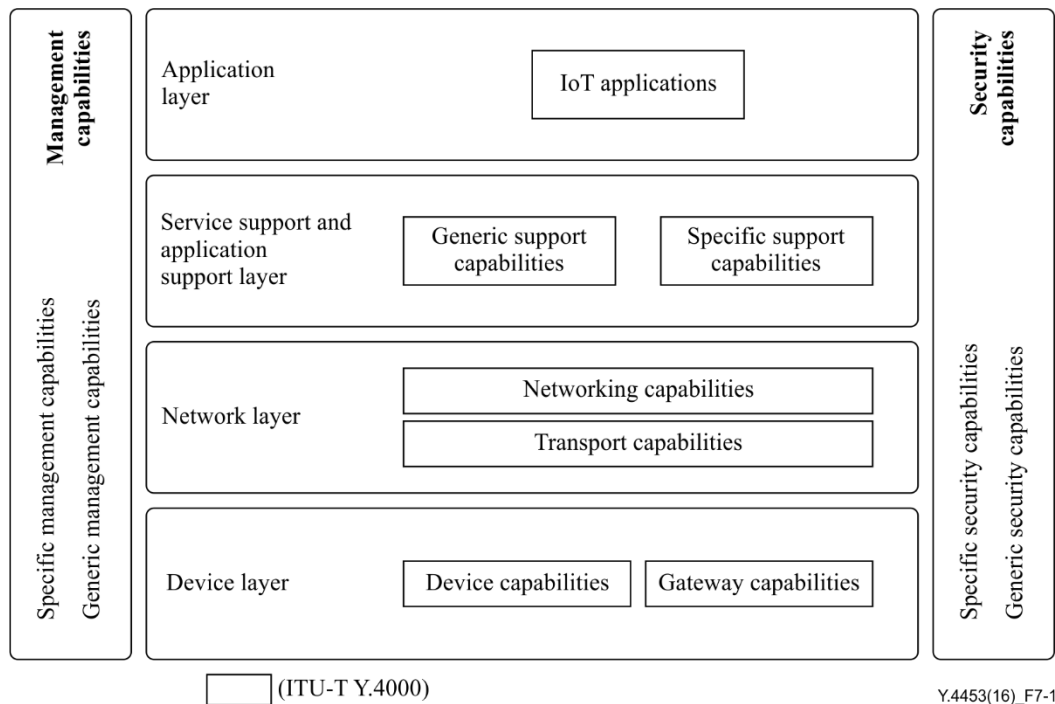 Management
capabilities
Specific management capabilities
Generic management capabilities
Application
layer
IoT applications
Service support and
application
support layer
Generic support
capabilities
Specific support
capabilities
Network layer
Networking capabilities
Transport capabilities
Device layer
Device capabilities
Gateway capabilities
Security
capabilities
Specific security capabilities
Generic security capabilities
(ITU-T Y.4000)
Y.4453(16)_F7-1